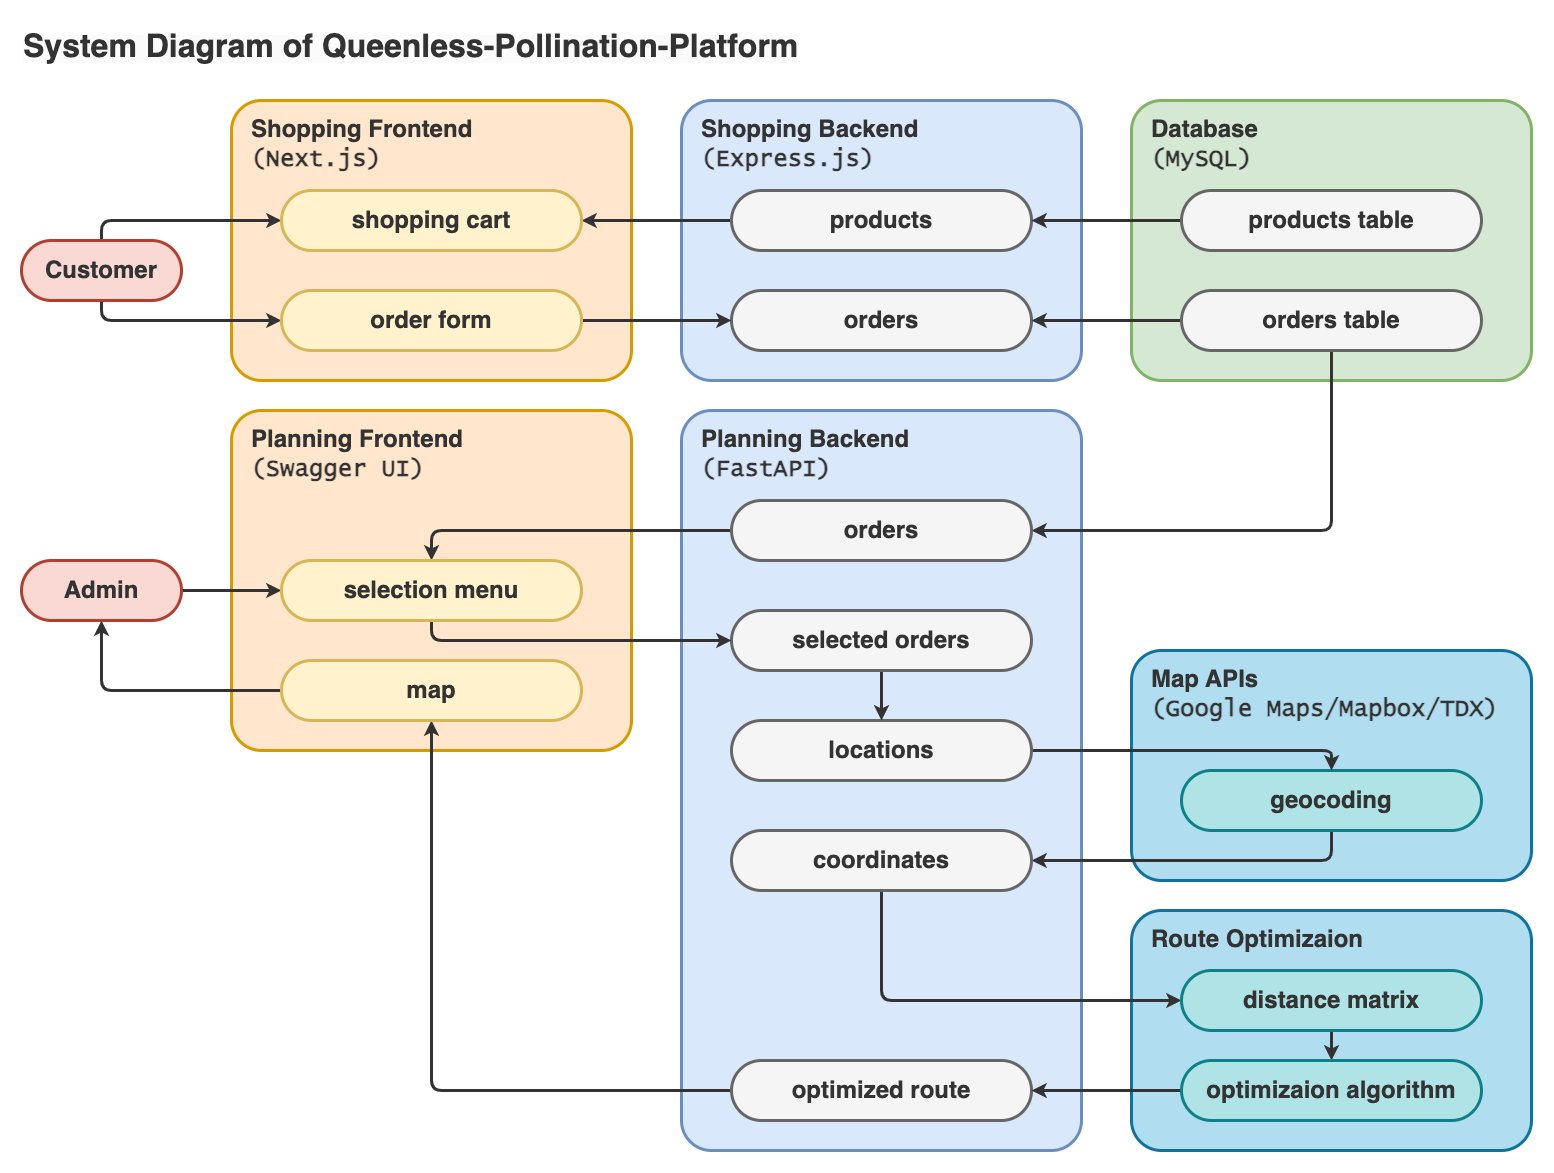 System Diagram of Queenless-Pollination-Platform
Shopping Frontend
(Next.js)
shopping cart
order form
Shopping Backend
(Express.js)
products
orders
Database
(MySQL)
products table
orders table
Customer
Planning Frontend
(Swagger UI)
selection menu
map
Admin
Planning Backend
(FastAPI)
orders
selected orders
locations
coordinates
optimized route
Map APIs
(Google Maps/Mapbox/TDX)
geocoding
Route Optimizaion
distance matrix
optimizaion algorithm